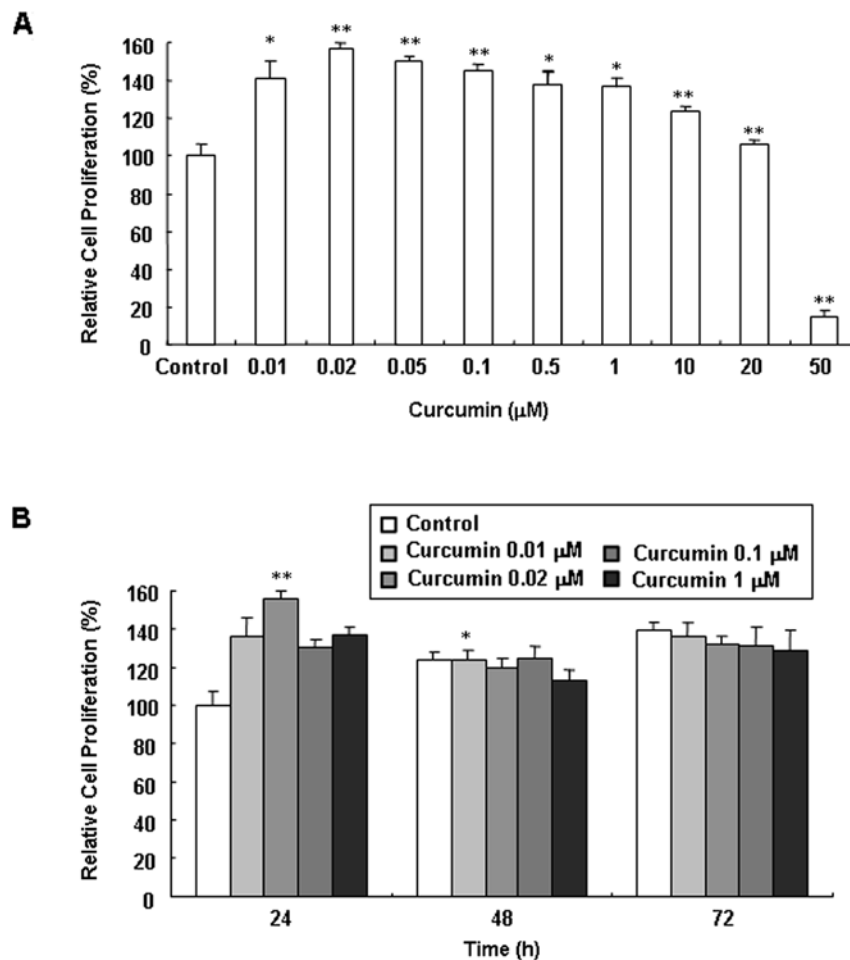 A
Relative Cell Proliferation (%)
160
140
120
100
80
60
40
20
0
*
**
**
**
*
*
**
**
**
Control 0.01 0.02 0.05 0.1 0.5 1 10 20 50
Curcumin (µM)
B
Control
Curcumin 0.01 µM Curcumin 0.1 µM
Curcumin 0.02 µM Curcumin 1 µM
Relative Cell Proliferation (%)
160
140
120
100
80
60
40
20
0
**
*
24 48 72
Time (h)